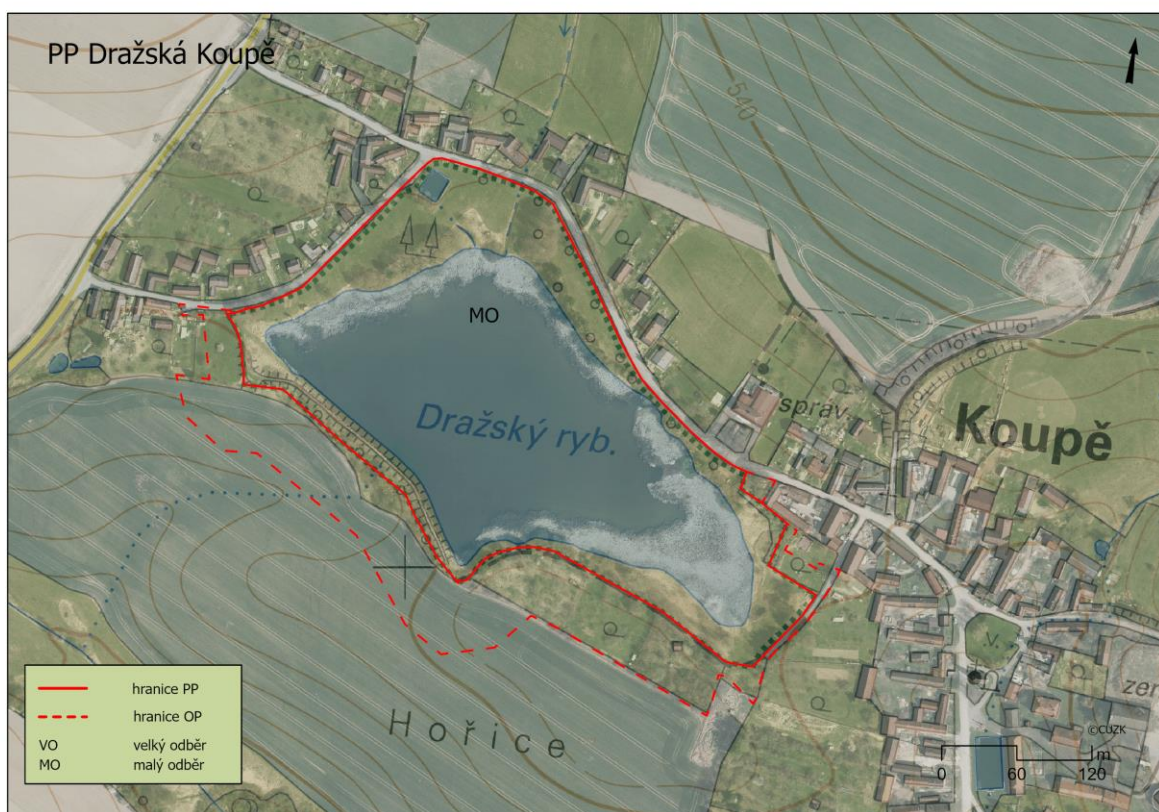 PP Dražská Koupě
540
MO
Dražský ryb.
sprav.
Koupě
Hořice
zer
V.
hranice PP
hranice OP
VO velký odběr
MO malý odběr
©ČUZK
m
0 60 120